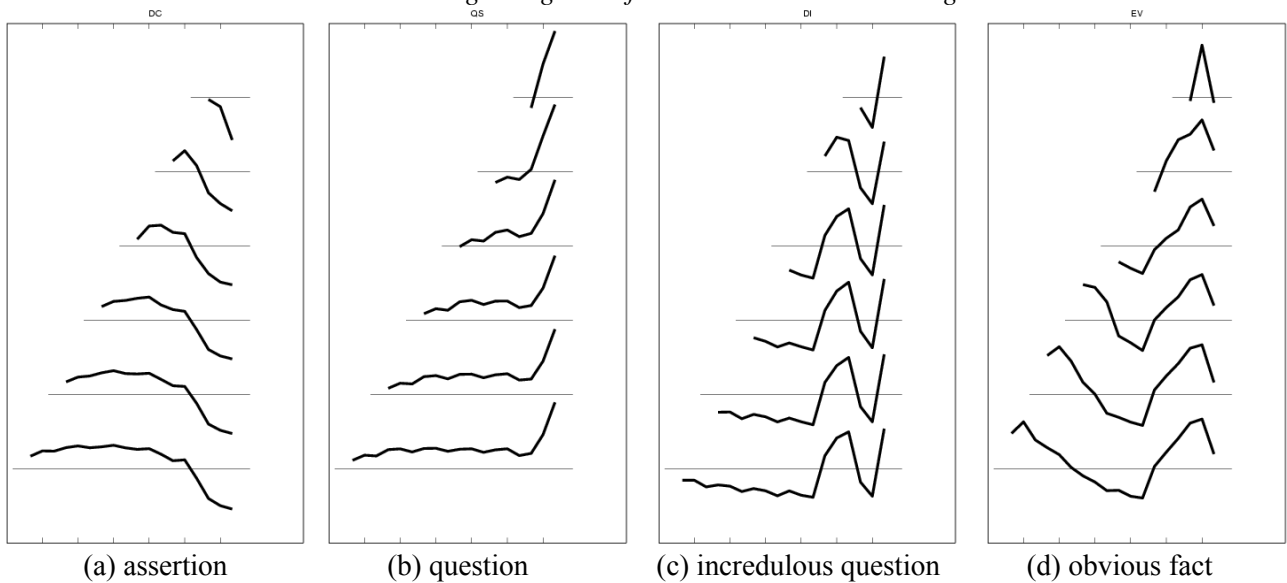 DC QS DI EV
(a) assertion (b) question (c) incredulous question (d) obvious fact